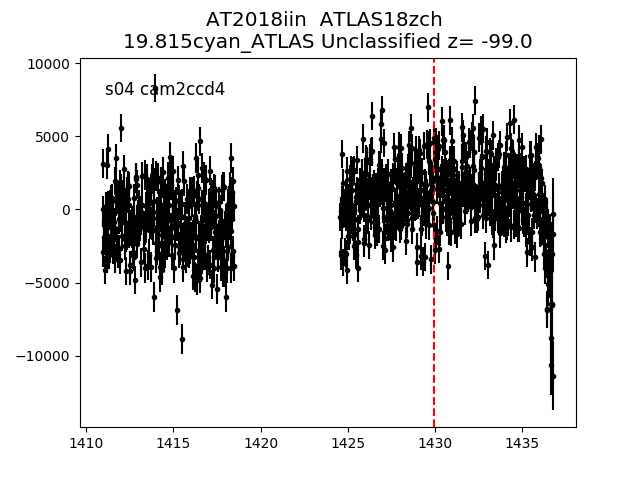 AT2018iin  ATLAS18zch
19.815cyan_ATLAS Unclassified z= -99.0
s04 cam2ccd4
10000
5000
0
−5000
−10000
1410 1415 1420 1425 1430 1435